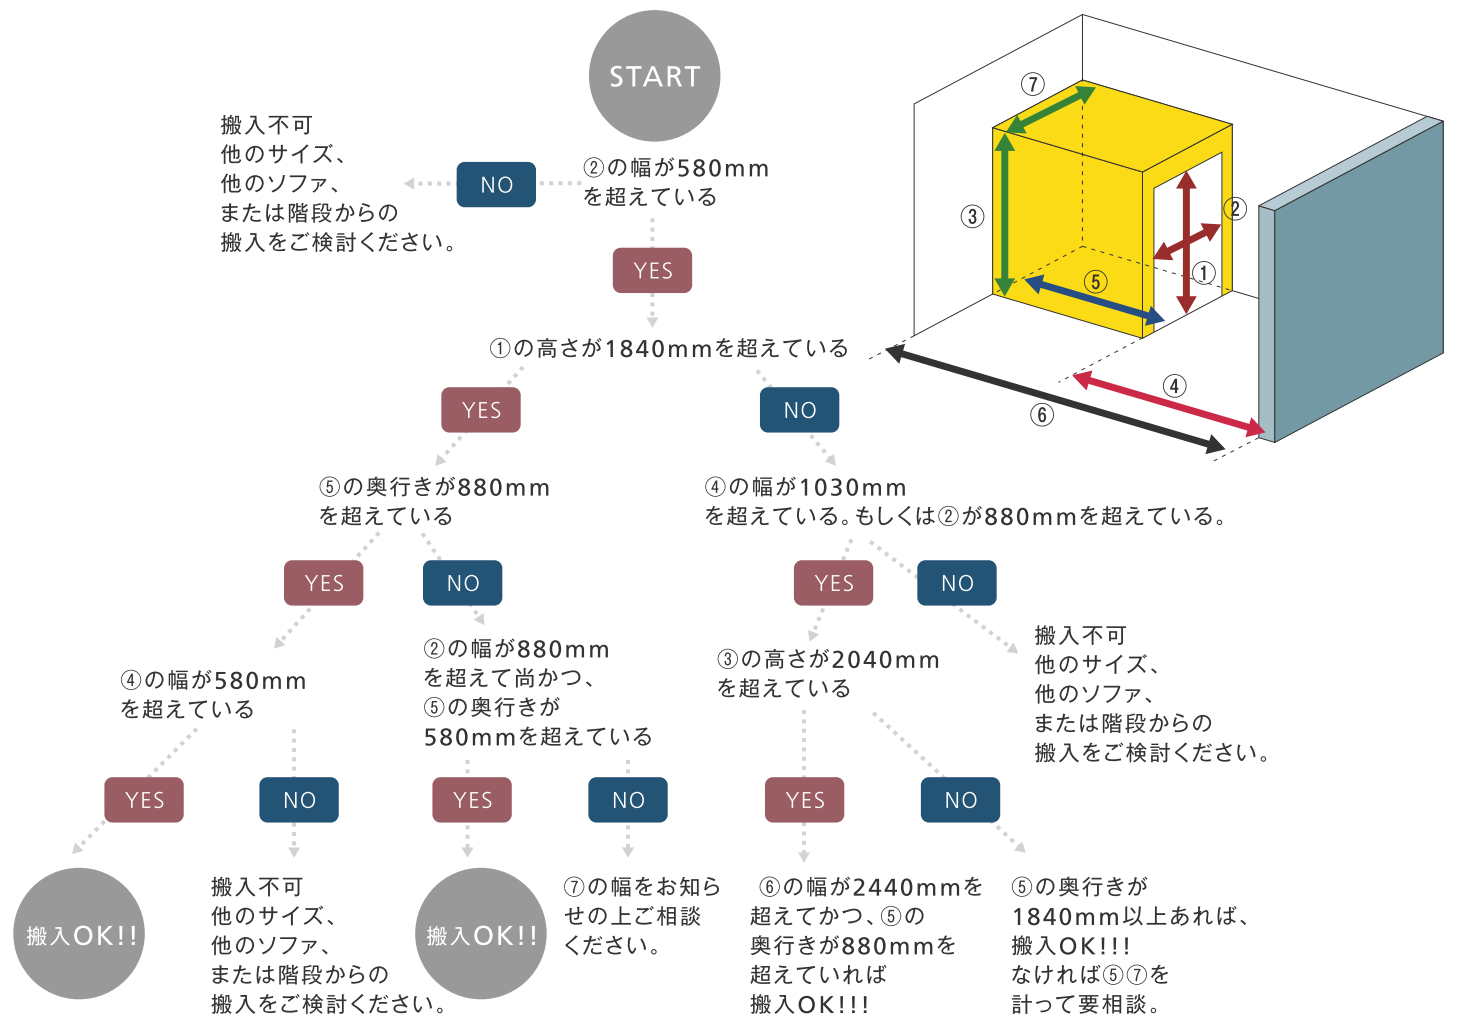 START
②の幅が580mm
を超えている
NO
搬入不可
他のサイズ、
他のソファ、
または階段からの
搬入をご検討ください。
YES
①の高さが1840mmを超えている
YES
NO
⑤の奥行きが880mm
を超えている
④の幅が1030mm
を超えている。もしくは②が880mmを超えている。
YES
NO
YES
NO
④の幅が580mm
を超えている
②の幅が880mm
を超えて尚かつ、
⑤の奥行きが
580mmを超えている
③の高さが2040mm
を超えている
搬入不可
他のサイズ、
他のソファ、
または階段からの
搬入をご検討ください。
YES
NO
YES
NO
YES
NO
搬入OK!!
搬入不可
他のサイズ、
他のソファ、
または階段からの
搬入をご検討ください。
搬入OK!!
⑦の幅をお知ら
せの上ご相談
ください。
⑥の幅が2440mmを
超えてかつ、⑤の
奥行きが880mmを
超えていれば
搬入OK!!!
⑤の奥行きが
1840mm以上あれば、
搬入OK!!!
なければ⑤⑦を
計って要相談。
⑦
③
②
①
⑤
④
⑥